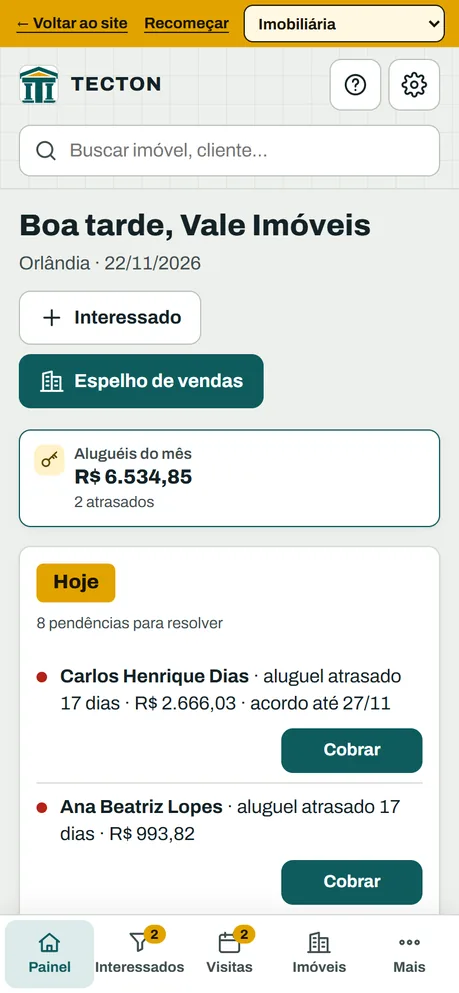 ← Voltar ao site Recomeçar Imobiliária
TECTON
Buscar imóvel, cliente...
Boa tarde, Vale Imóveis
Orlândia · 22/11/2026
Interessado
Espelho de vendas
Aluguéis do mês
R$ 6.534,85
2 atrasados
Hoje
8 pendências para resolver
Carlos Henrique Dias · aluguel atrasado
17 dias · R$ 2.666,03 · acordo até 27/11
Cobrar
Ana Beatriz Lopes · aluguel atrasado 17
dias · R$ 993,82
Cobrar
2 2
Painel Interessados Visitas Imóveis Mais